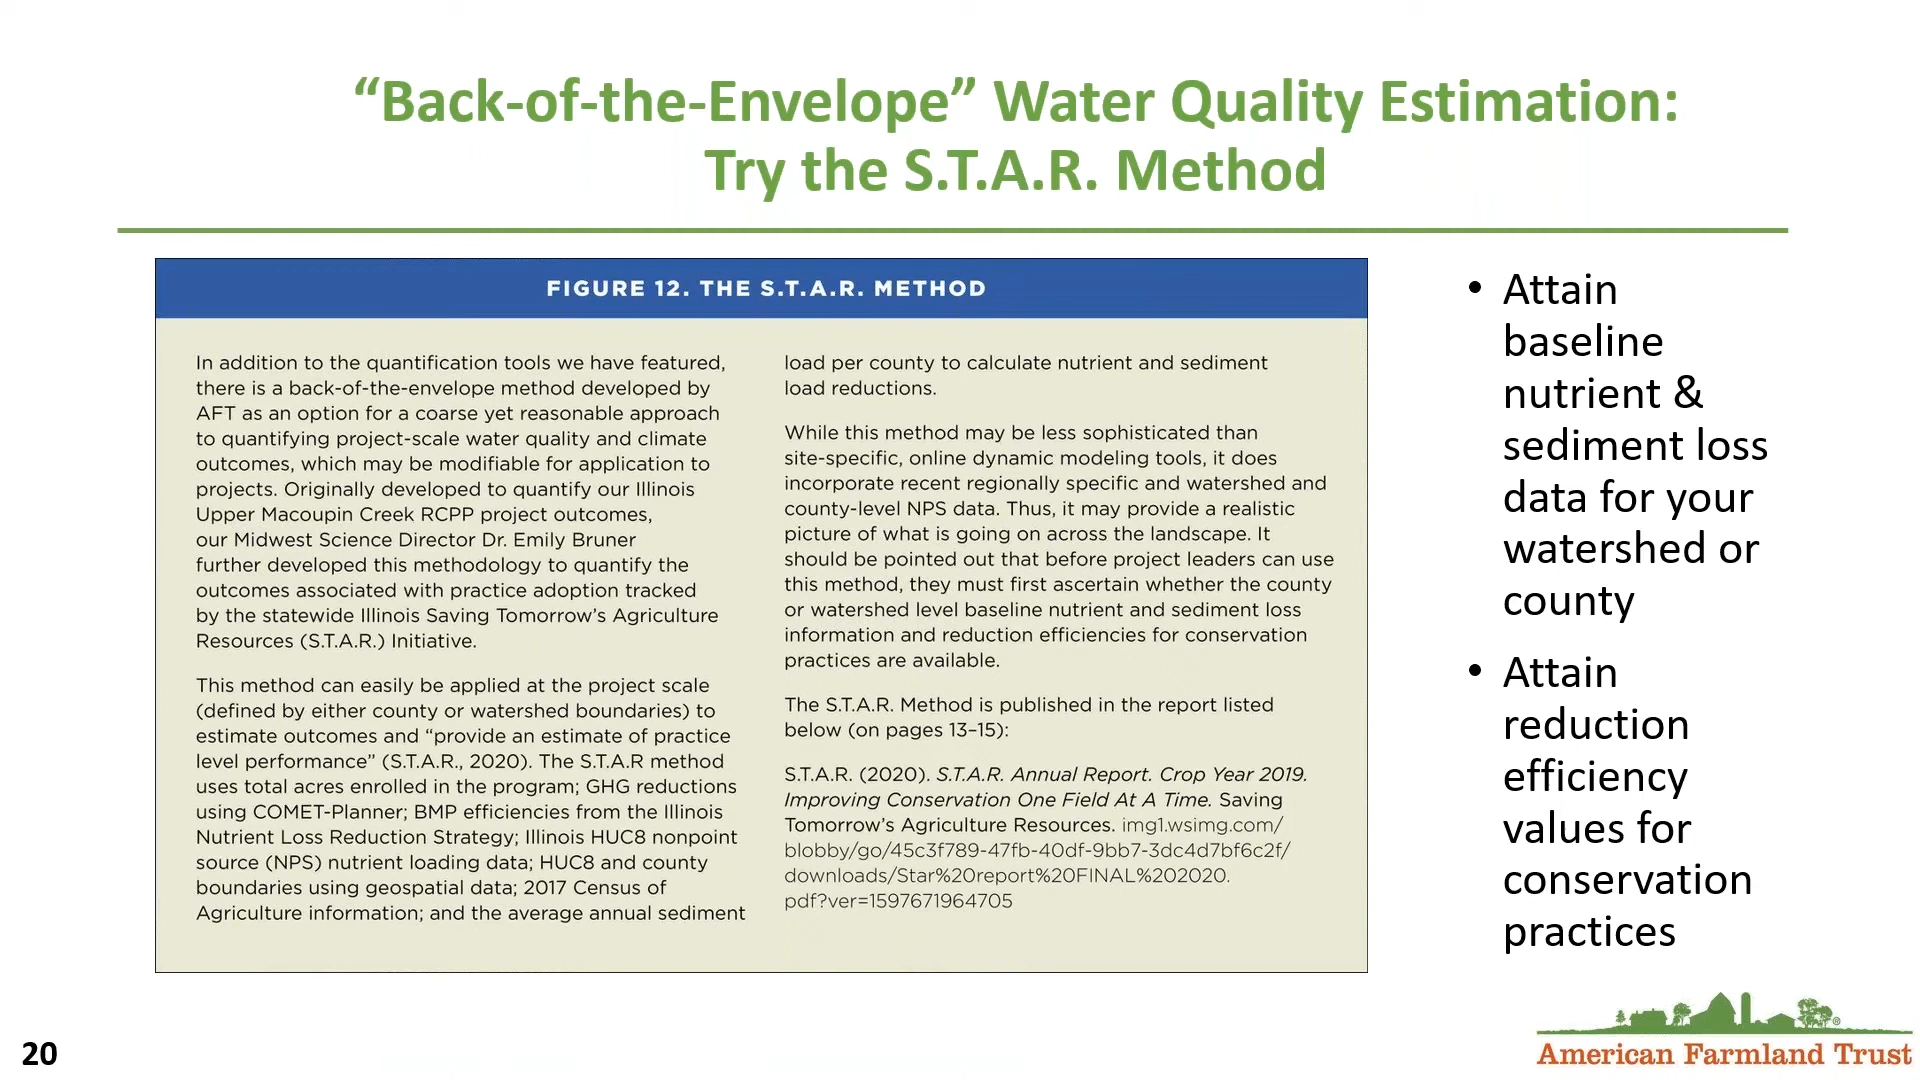 “Back-of-the-Envelope” Water Quality Estimation:
Try the S.T.A.R. Method
FIGURE 12. THE S.T.A.R. METHOD
In addition to the quantification tools we have featured,
there is a back-of-the-envelope method developed by
AFT as an option for a coarse yet reasonable approach
to quantifying project-scale water quality and climate
outcomes, which may be modifiable for application to
projects. Originally developed to quantify our Illinois
Upper Macoupin Creek RCPP project outcomes,
our Midwest Science Director Dr. Emily Bruner
further developed this methodology to quantify the
outcomes associated with practice adoption tracked
by the statewide Illinois Saving Tomorrow’s Agriculture
Resources (S.T.A.R.) Initiative.
This method can easily be applied at the project scale
(defined by either county or watershed boundaries) to
estimate outcomes and “provide an estimate of practice
level performance” (S.T.A.R., 2020). The S.T.A.R method
uses total acres enrolled in the program; GHG reductions
using COMET-Planner; BMP efficiencies from the Illinois
Nutrient Loss Reduction Strategy; Illinois HUC8 nonpoint
source (NPS) nutrient loading data; HUC8 and county
boundaries using geospatial data; 2017 Census of
Agriculture information; and the average annual sediment
load per county to calculate nutrient and sediment
load reductions.
While this method may be less sophisticated than
site-specific, online dynamic modeling tools, it does
incorporate recent regionally specific and watershed and
county-level NPS data. Thus, it may provide a realistic
picture of what is going on across the landscape. It
should be pointed out that before project leaders can use
this method, they must first ascertain whether the county
or watershed level baseline nutrient and sediment loss
information and reduction efficiencies for conservation
practices are available.
The S.T.A.R. Method is published in the report listed
below (on pages 13–15):
S.T.A.R. (2020). S.T.A.R. Annual Report. Crop Year 2019.
Improving Conservation One Field At A Time. Saving
Tomorrow’s Agriculture Resources. img1.wsimg.com/
blobby/go/45c3f789-47fb-40df-9bb7-3dc4d7bf6c2f/
downloads/Star%20report%20FINAL%202020.
pdf?ver=1597671964705
• Attain
baseline
nutrient &
sediment loss
data for your
watershed or
county
• Attain
reduction
efficiency
values for
conservation
practices
20
American Farmland Trust